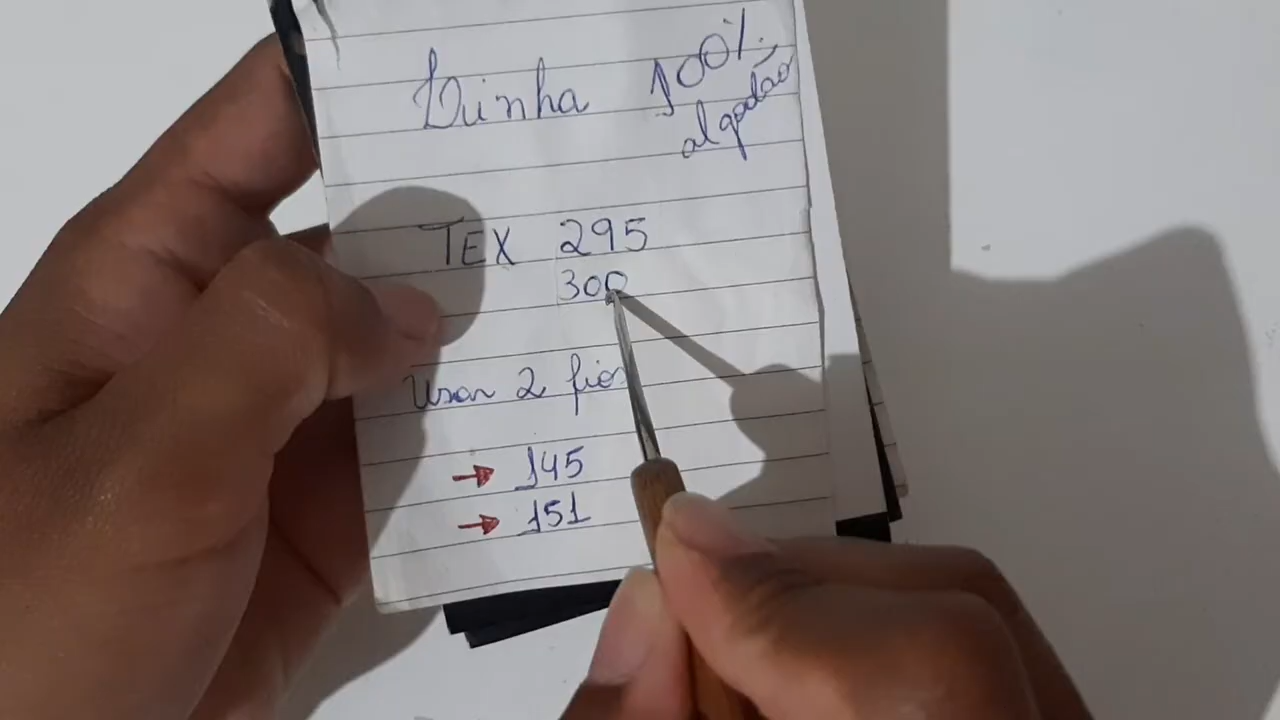 Linha 100%
algodão
TEX 295
300
Usar 2 fios
→ 145
→ 151